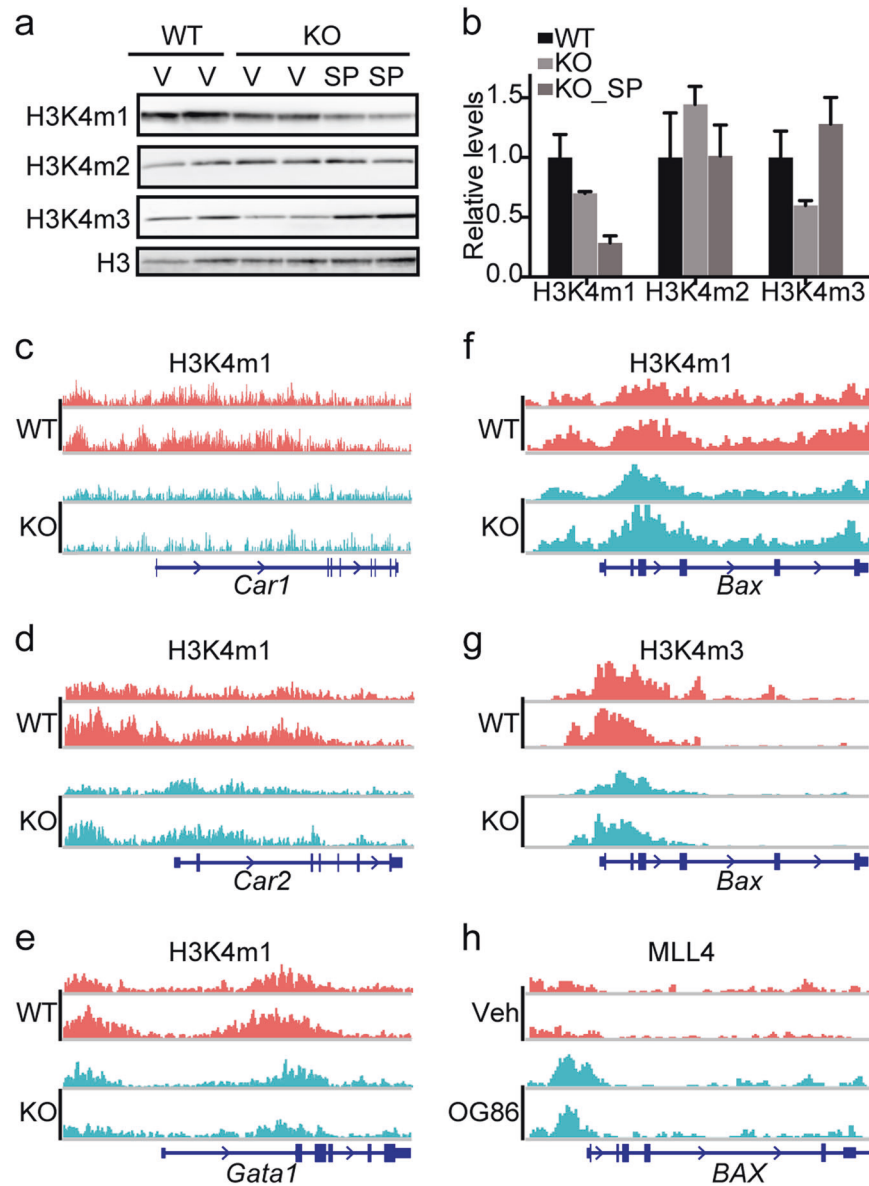 a
WT KO
V V V V SP SP
H3K4m1
H3K4m2
H3K4m3
H3
b
WT
KO
KO_SP
Relative levels
1.5
1.0
0.5
0.0
H3K4m1 H3K4m2 H3K4m3
c
H3K4m1
WT
KO
Car1
d
H3K4m1
WT
KO
Car2
e
H3K4m1
WT
KO
Gata1
f
H3K4m1
WT
KO
Bax
g
H3K4m3
WT
KO
Bax
h
MLL4
Veh
OG86
BAX